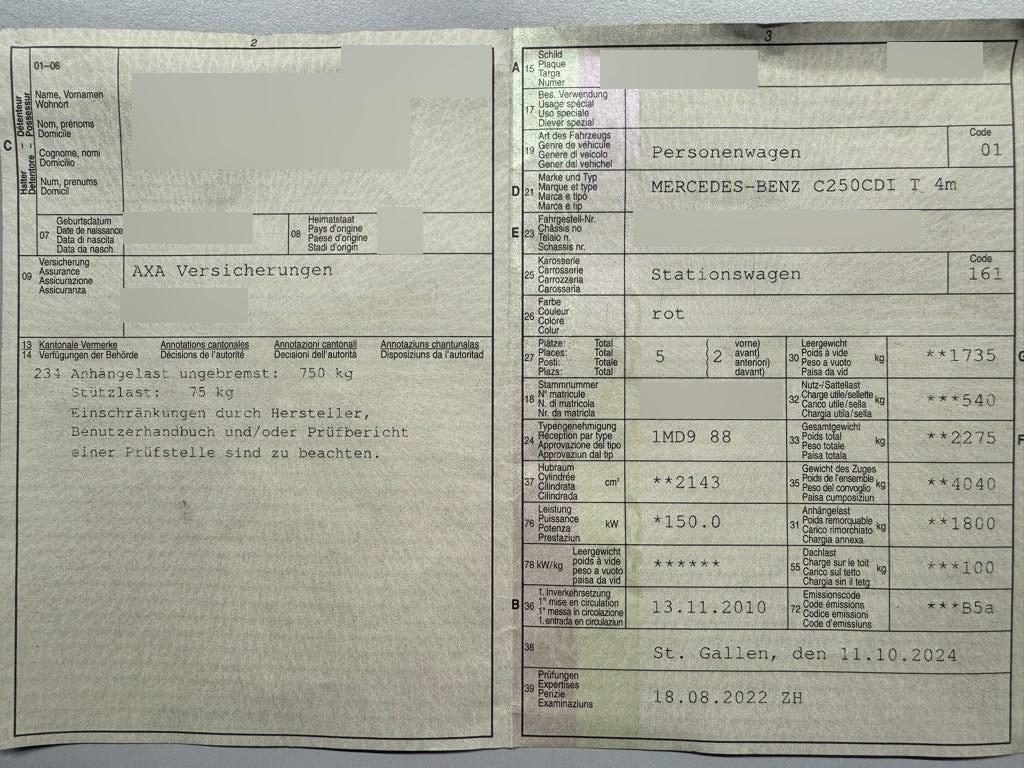 2
01–06
C
Halter – Détenteur
Detentore – Possessur
Name, Vornamen
Wohnort
Nom, prénoms
Domicile
Cognome, nomi
Domicilio
Num, prenums
Domicil
07
Geburtsdatum
Date de naissance
Data di nascita
Data da nasch.
08
Heimatstaat
Pays d'origine
Paese d'origine
Stadi d'origin
09
Versicherung
Assurance
Assicurazione
Assicuranza
AXA Versicherungen
13 Kantonale Vermerke Annotations cantonales Annotazioni cantonali Annotaziuns chantunalas
14 Verfügungen der Behörde Décisions de l'autorité Decisioni dell'autorità Disposiziuns da l'autoritad
234 Anhängelast ungebremst: 750 kg
Stützlast: 75 kg
Einschränkungen durch Hersteller,
Benutzerhandbuch und/oder Prüfbericht
einer Prüfstelle sind zu beachten.
3
A
15
Schild
Plaque
Targa
Numer
17
Bes. Verwendung
Usage spécial
Uso speciale
Diever spezial
19
Art des Fahrzeugs
Genre de véhicule
Genere di veicolo
Gener dal vehichel
Personenwagen
Code
01
D
21
Marke und Typ
Marque et type
Marca e tipo
Marca e tip
MERCEDES-BENZ C250CDI T 4m
E
23
Fahrgestell-Nr.
Châssis no
Telaio n.
Schassis nr.
25
Karosserie
Carrosserie
Carrozzeria
Carossaria
Stationswagen
Code
161
26
Farbe
Couleur
Colore
Colur
rot
27
Plätze: Total
Places: Total
Posti: Totale
Plazs: Total
5
2
vorne)
avant)
anteriori)
davant)
30
Leergewicht
Poids à vide
Peso a vuoto
Paisa da vid
kg
**1735
G
18
Stammnummer
N° matricule
N. di matricola
Nr. da matricla
32
Nutz-/Sattellast
Charge utile/sellette
Carico utile/sella
Chargia utila/sella
kg
***540
24
Typengenehmigung
Réception par type
Approvazione del tipo
Approvaziun dal tip
1MD9 88
33
Gesamtgewicht
Poids total
Peso totale
Paisa totala
kg
**2275
F
37
Hubraum
Cylindrée
Cilindrata
Cilindrada
cm³
**2143
35
Gewicht des Zuges
Poids de l'ensemble
Peso del convoglio
Paisa cumposiziun
kg
**4040
76
Leistung
Puissance
Potenza
Prestaziun
kW
*150.0
31
Anhängelast
Poids remorquable
Carico rimorchiato
Chargia annexa
kg
**1800
78 kW/kg
Leergewicht
poids à vide
peso a vuoto
paisa da vid
******
55
Dachlast
Charge sur le toit
Carico sul tetto
Chargia sin il tetg
kg
***100
B
36
1. Inverkehrsetzung
1re mise en circulation
1a messa in circolazione
1. entrada en circulaziun
13.11.2010
72
Emissionscode
Code émissions
Codice emissioni
Code d'emissiuns
***B5a
38
St. Gallen, den 11.10.2024
39
Prüfungen
Expertises
Perizie
Examinaziuns
18.08.2022 ZH